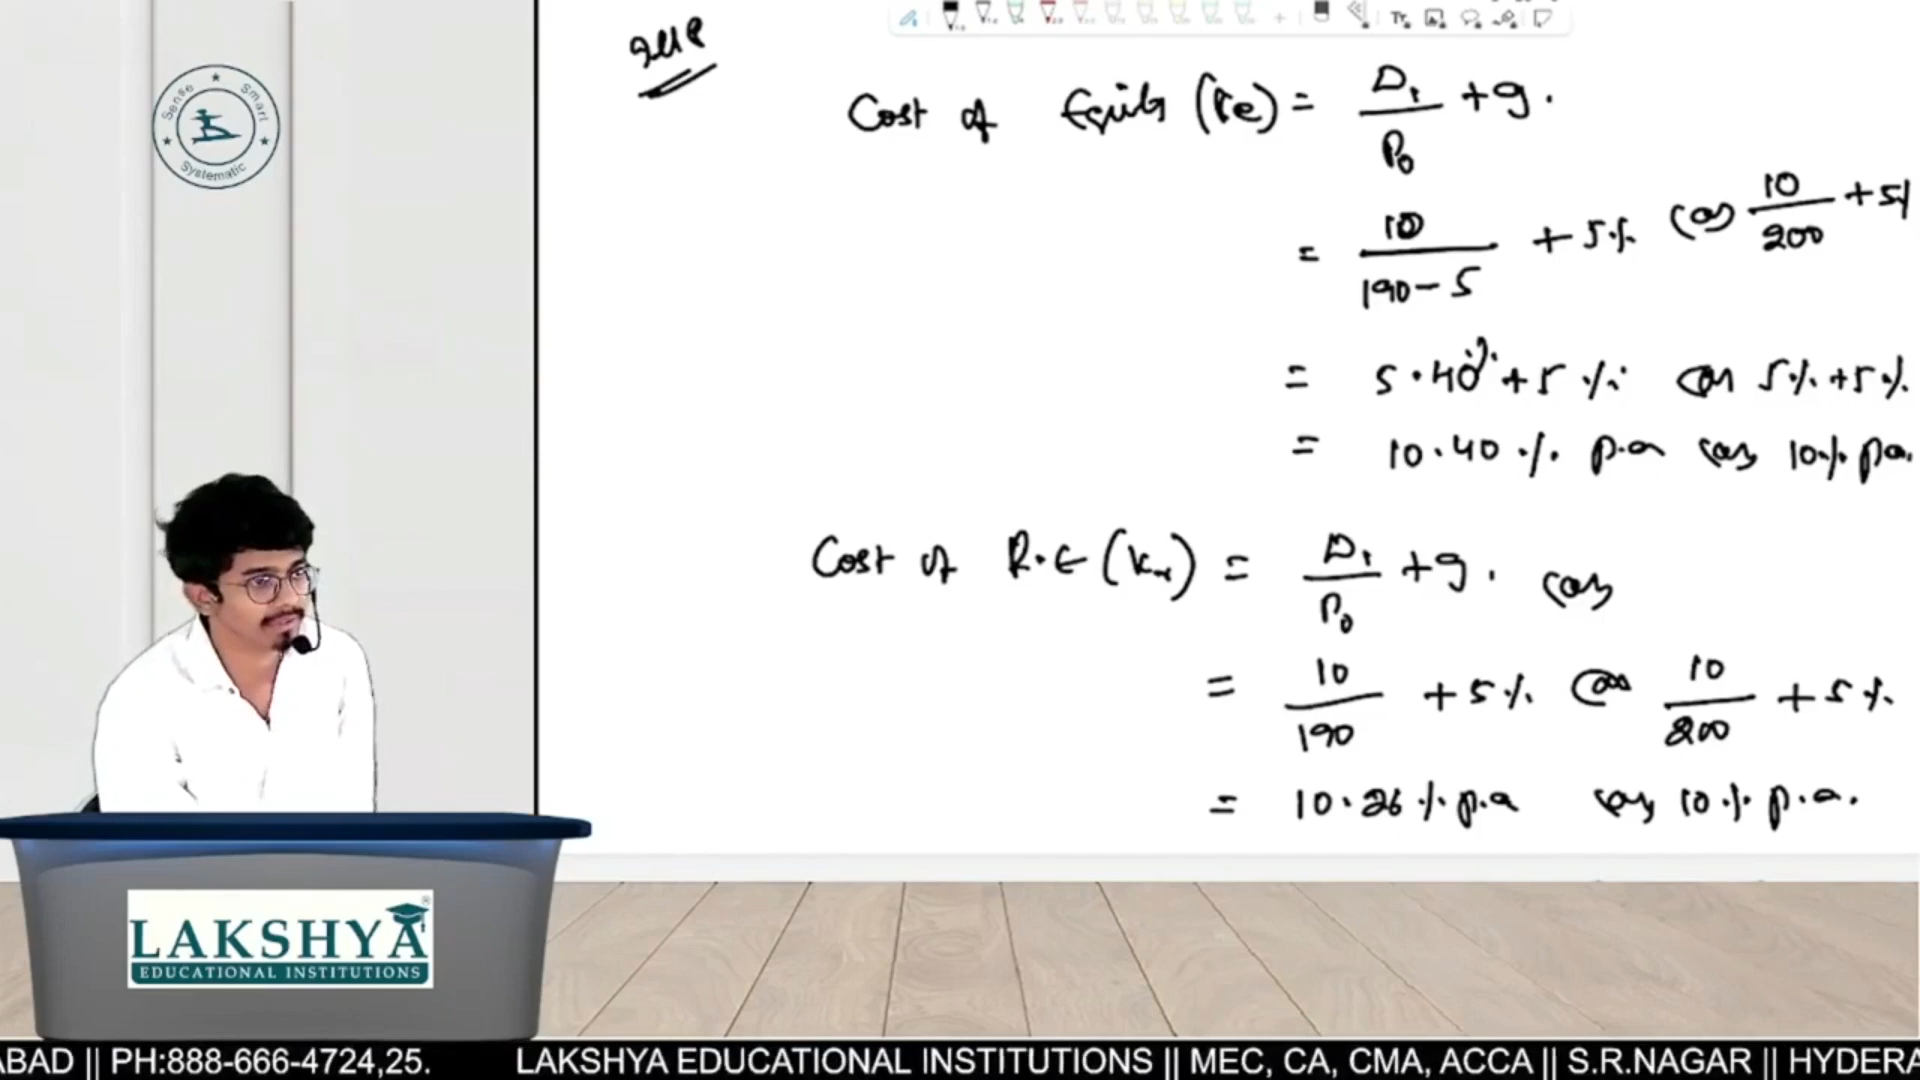 Sense Smart
Systematic
Cost of Equity (ke) = D1/P0 + g.
= 10/190-5 + 5% (or) 10/200 + 5%
= 5.40% + 5% (or) 5% + 5%
= 10.40% p.a (or) 10% p.a.
Cost of R.E (kr) = D1/P0 + g. (or)
= 10/190 + 5% (or) 10/200 + 5%
= 10.26% p.a (or) 10% p.a.
LAKSHYA
EDUCATIONAL INSTITUTIONS
ABAD || PH:888-666-4724,25. LAKSHYA EDUCATIONAL INSTITUTIONS || MEC, CA, CMA, ACCA || S.R.NAGAR || HYDERA